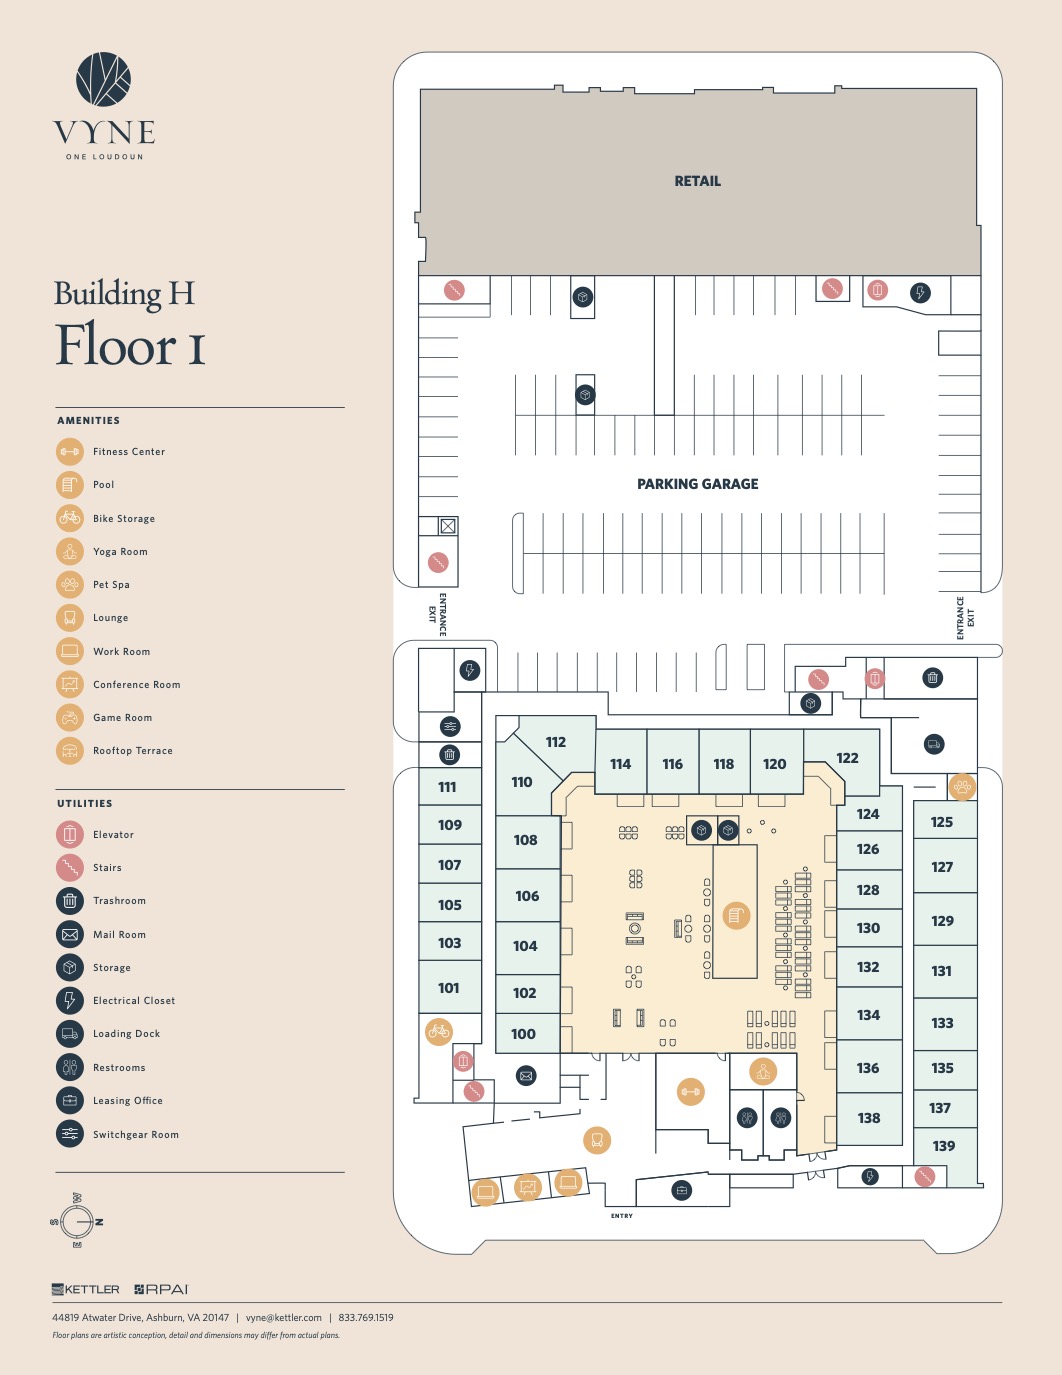 VYNE
ONE LOUDOUN
Building H
Floor 1
AMENITIES
Fitness Center
Pool
Bike Storage
Yoga Room
Pet Spa
Lounge
Work Room
Conference Room
Game Room
Rooftop Terrace
UTILITIES
Elevator
Stairs
Trashroom
Mail Room
Storage
Electrical Closet
Loading Dock
Restrooms
Leasing Office
Switchgear Room
W
S N
E
RETAIL
PARKING GARAGE
ENTRANCE
EXIT
ENTRANCE
EXIT
112
110
114
116
118
120
122
111
109
107
105
103
101
108
106
104
102
100
124
126
128
130
132
134
136
138
125
127
129
131
133
135
137
139
ENTRY
KETTLER RPAI
44819 Atwater Drive, Ashburn, VA 20147 | vyne@kettler.com | 833.769.1519
Floor plans are artistic conception, detail and dimensions may differ from actual plans.